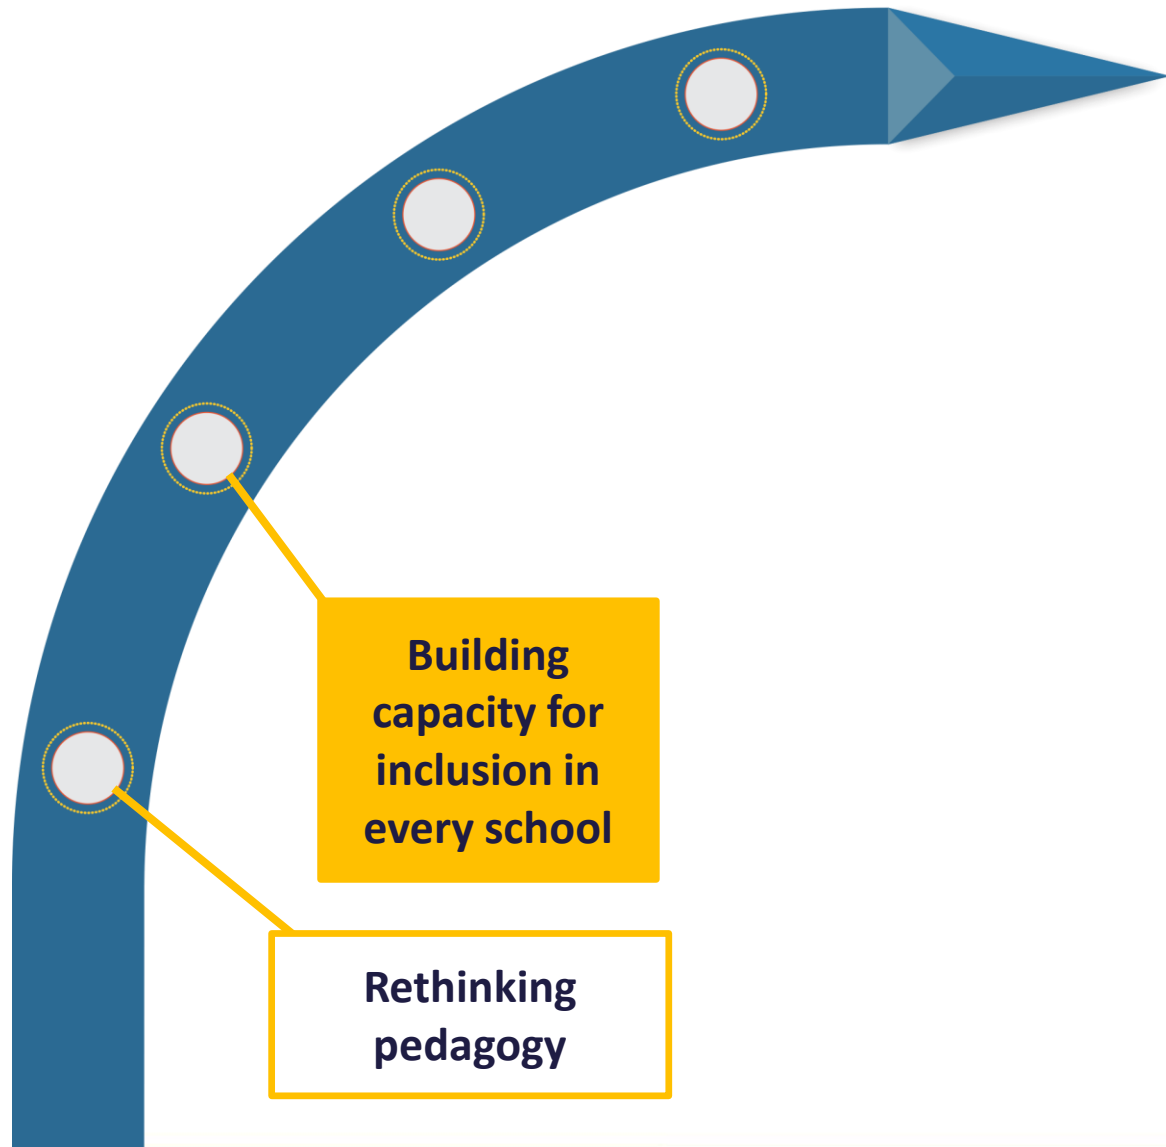 Building
capacity for
inclusion in
every school
Rethinking
pedagogy